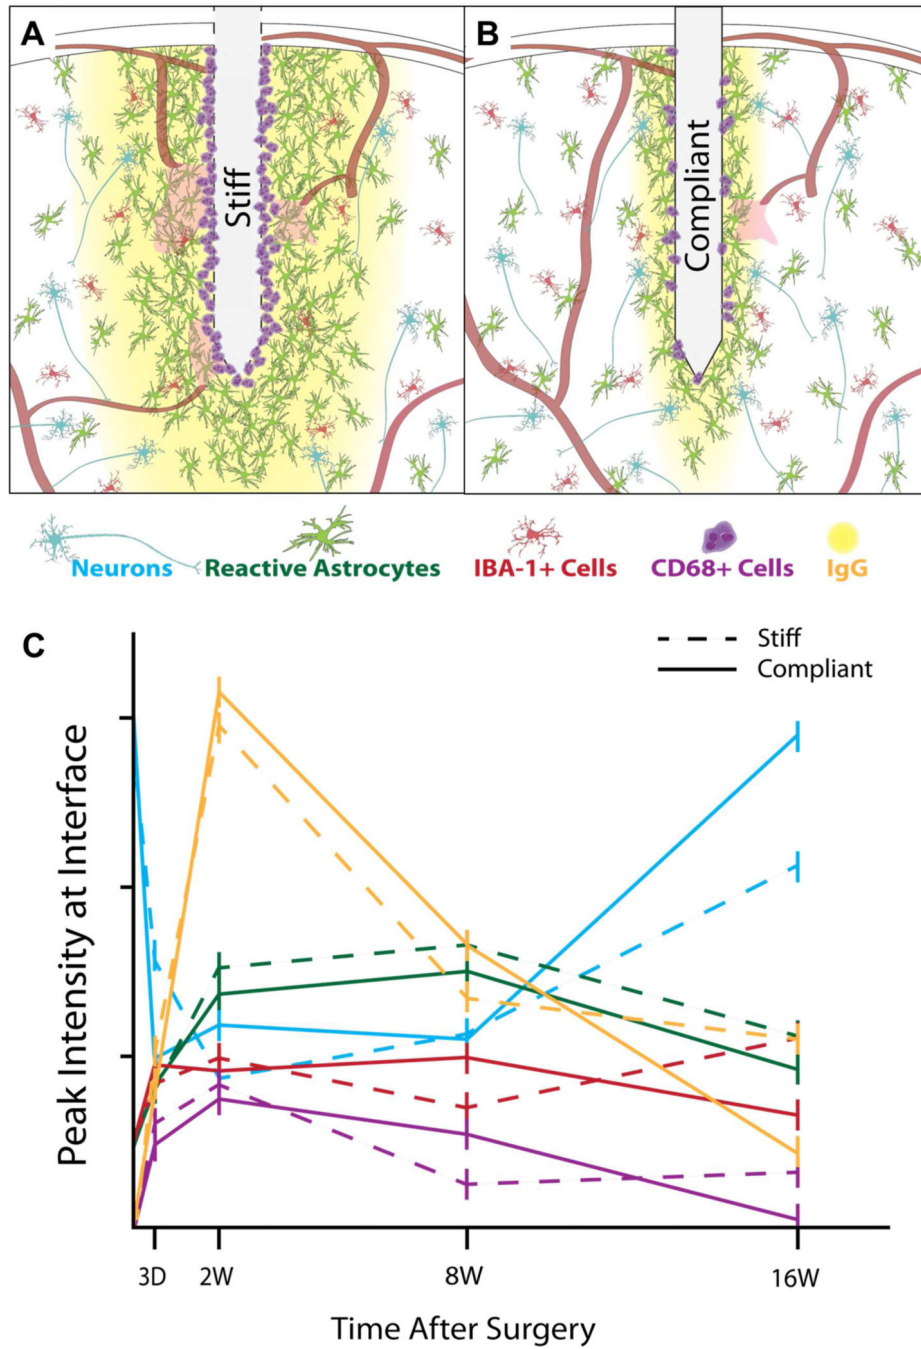 A
B
Stiff
Compliant
Neurons Reactive Astrocytes IBA-1+ Cells CD68+ Cells IgG
C
Stiff
Compliant
Peak Intensity at Interface
3D 2W 8W 16W
Time After Surgery